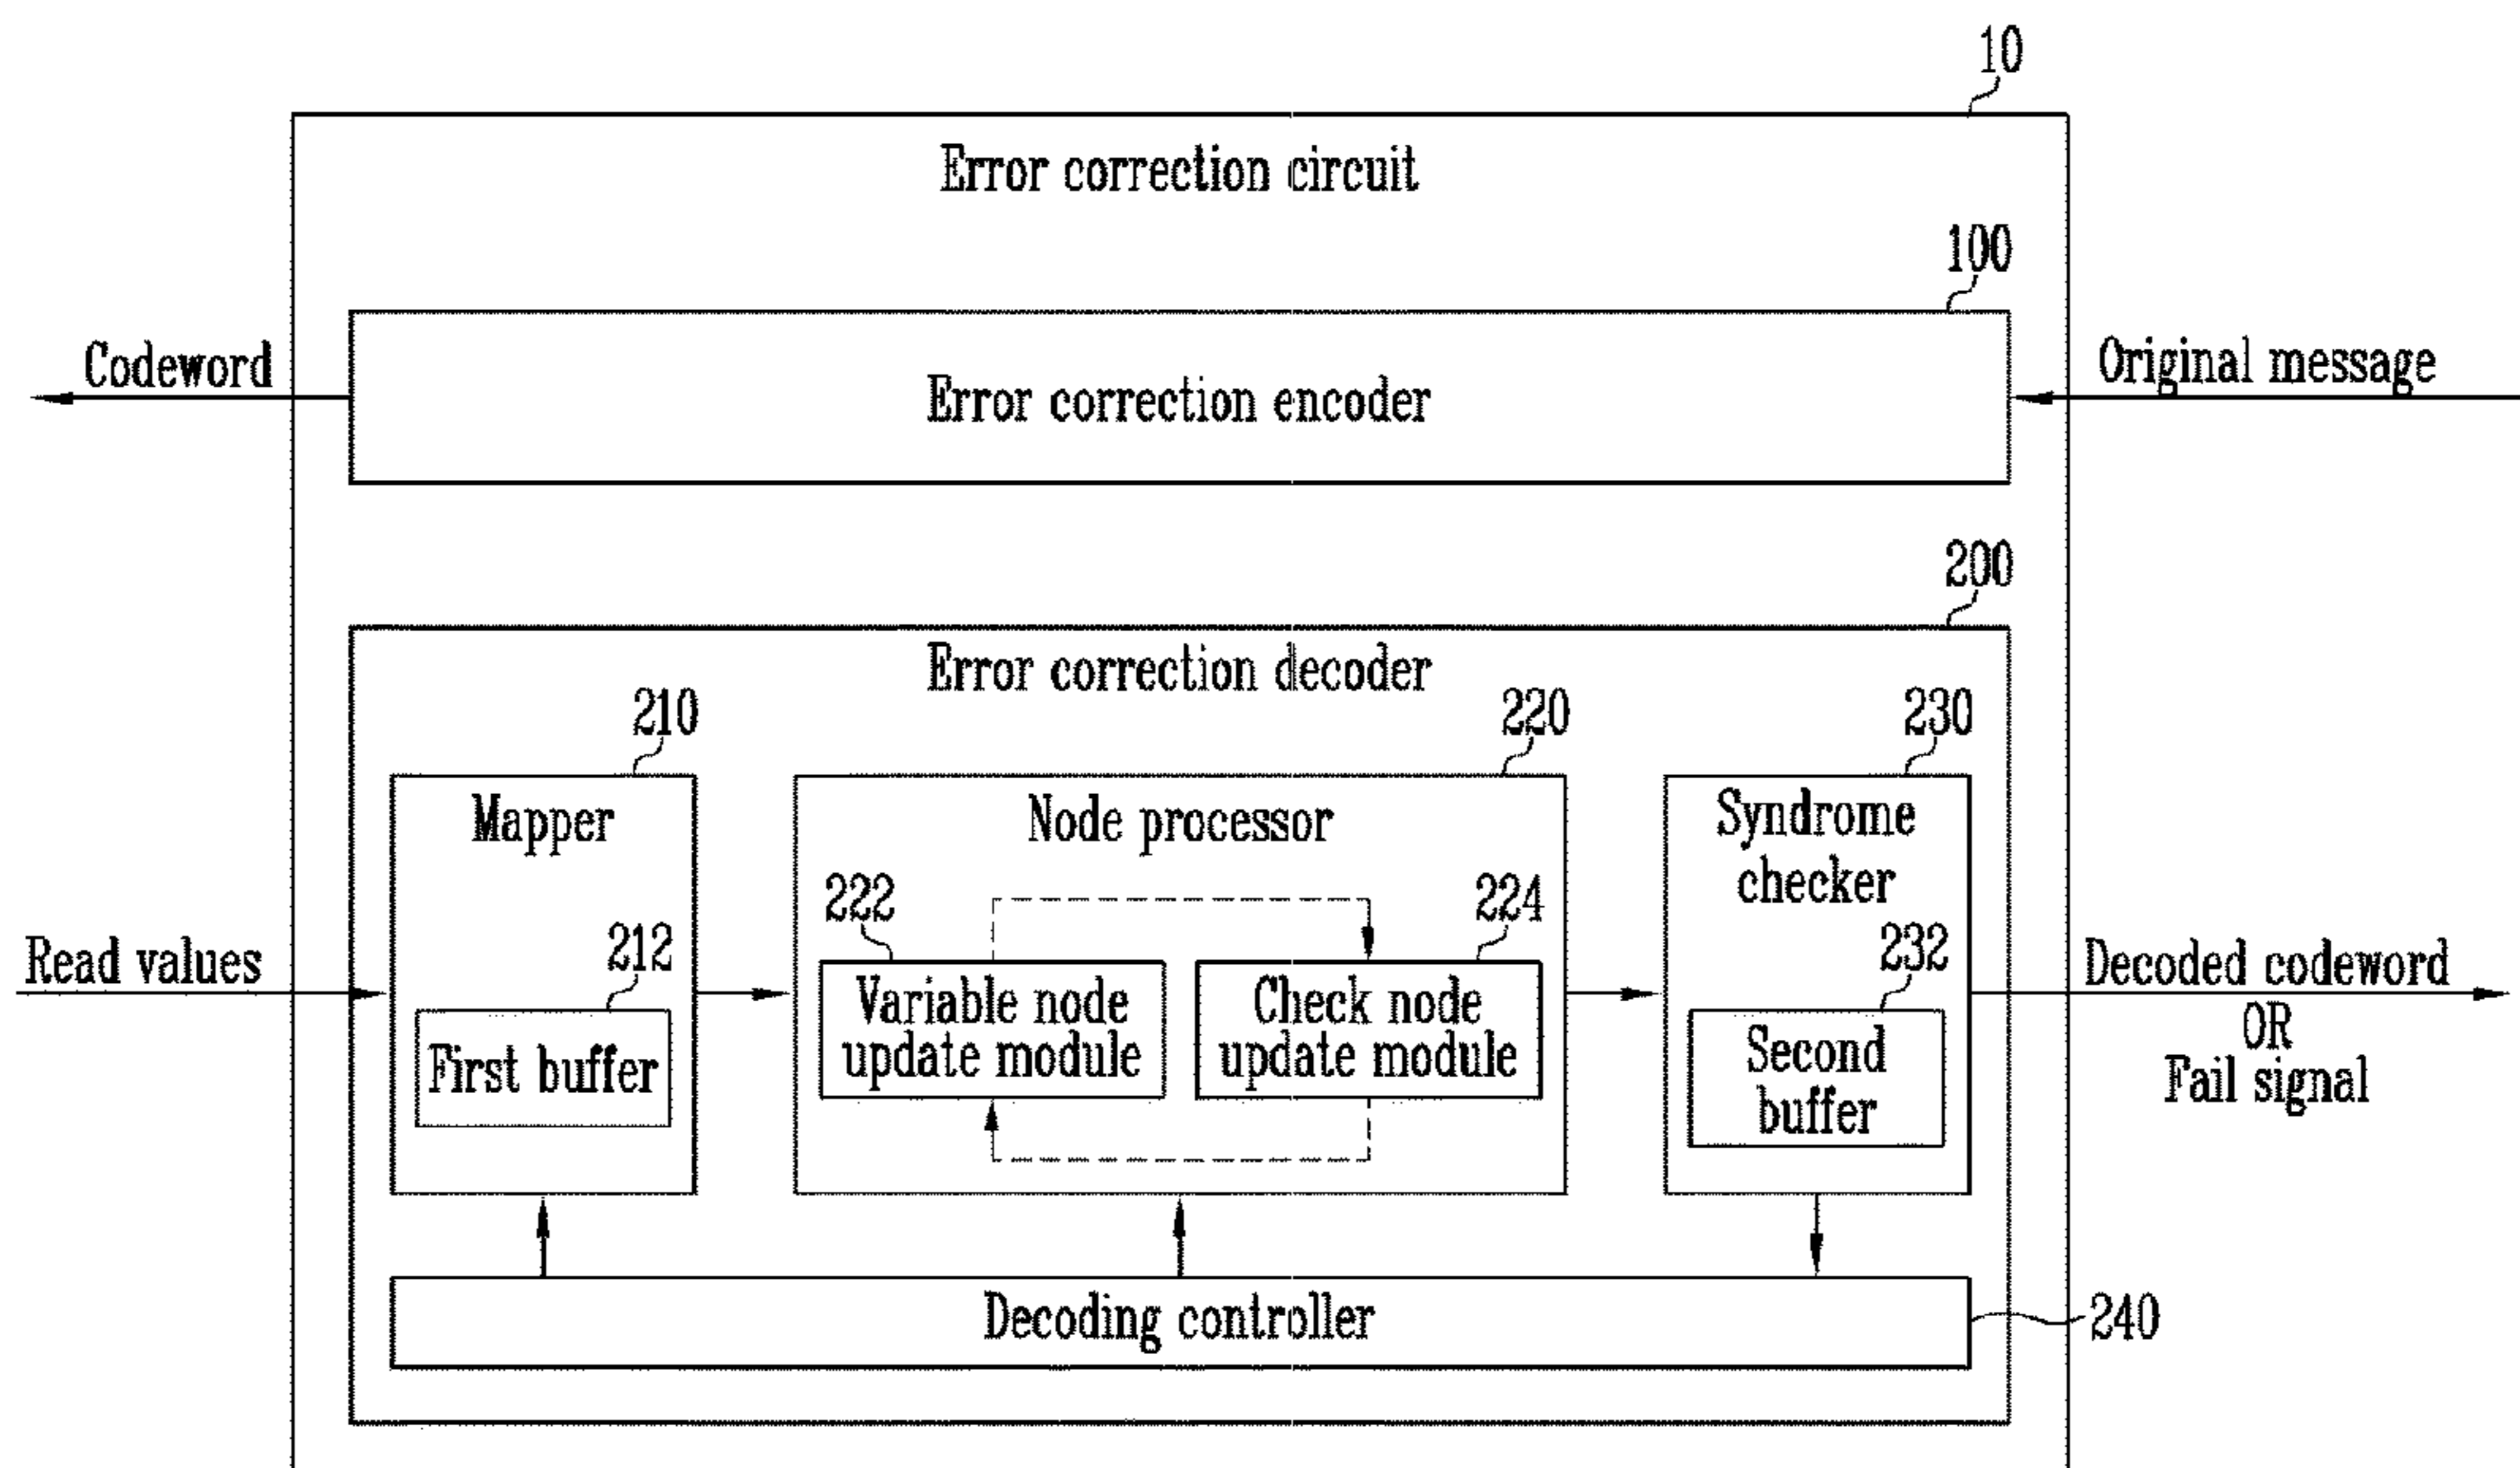 10
Error correction circuit
100
Codeword
Error correction encoder
Original message
200
Error correction decoder
210
220
230
Mapper
Node processor
Syndrome
checker
222
224
212
232
Read values
Variable node
update module
Check node
update module
First buffer
Second
buffer
Decoded codeword
OR
Fail signal
Decoding controller
240